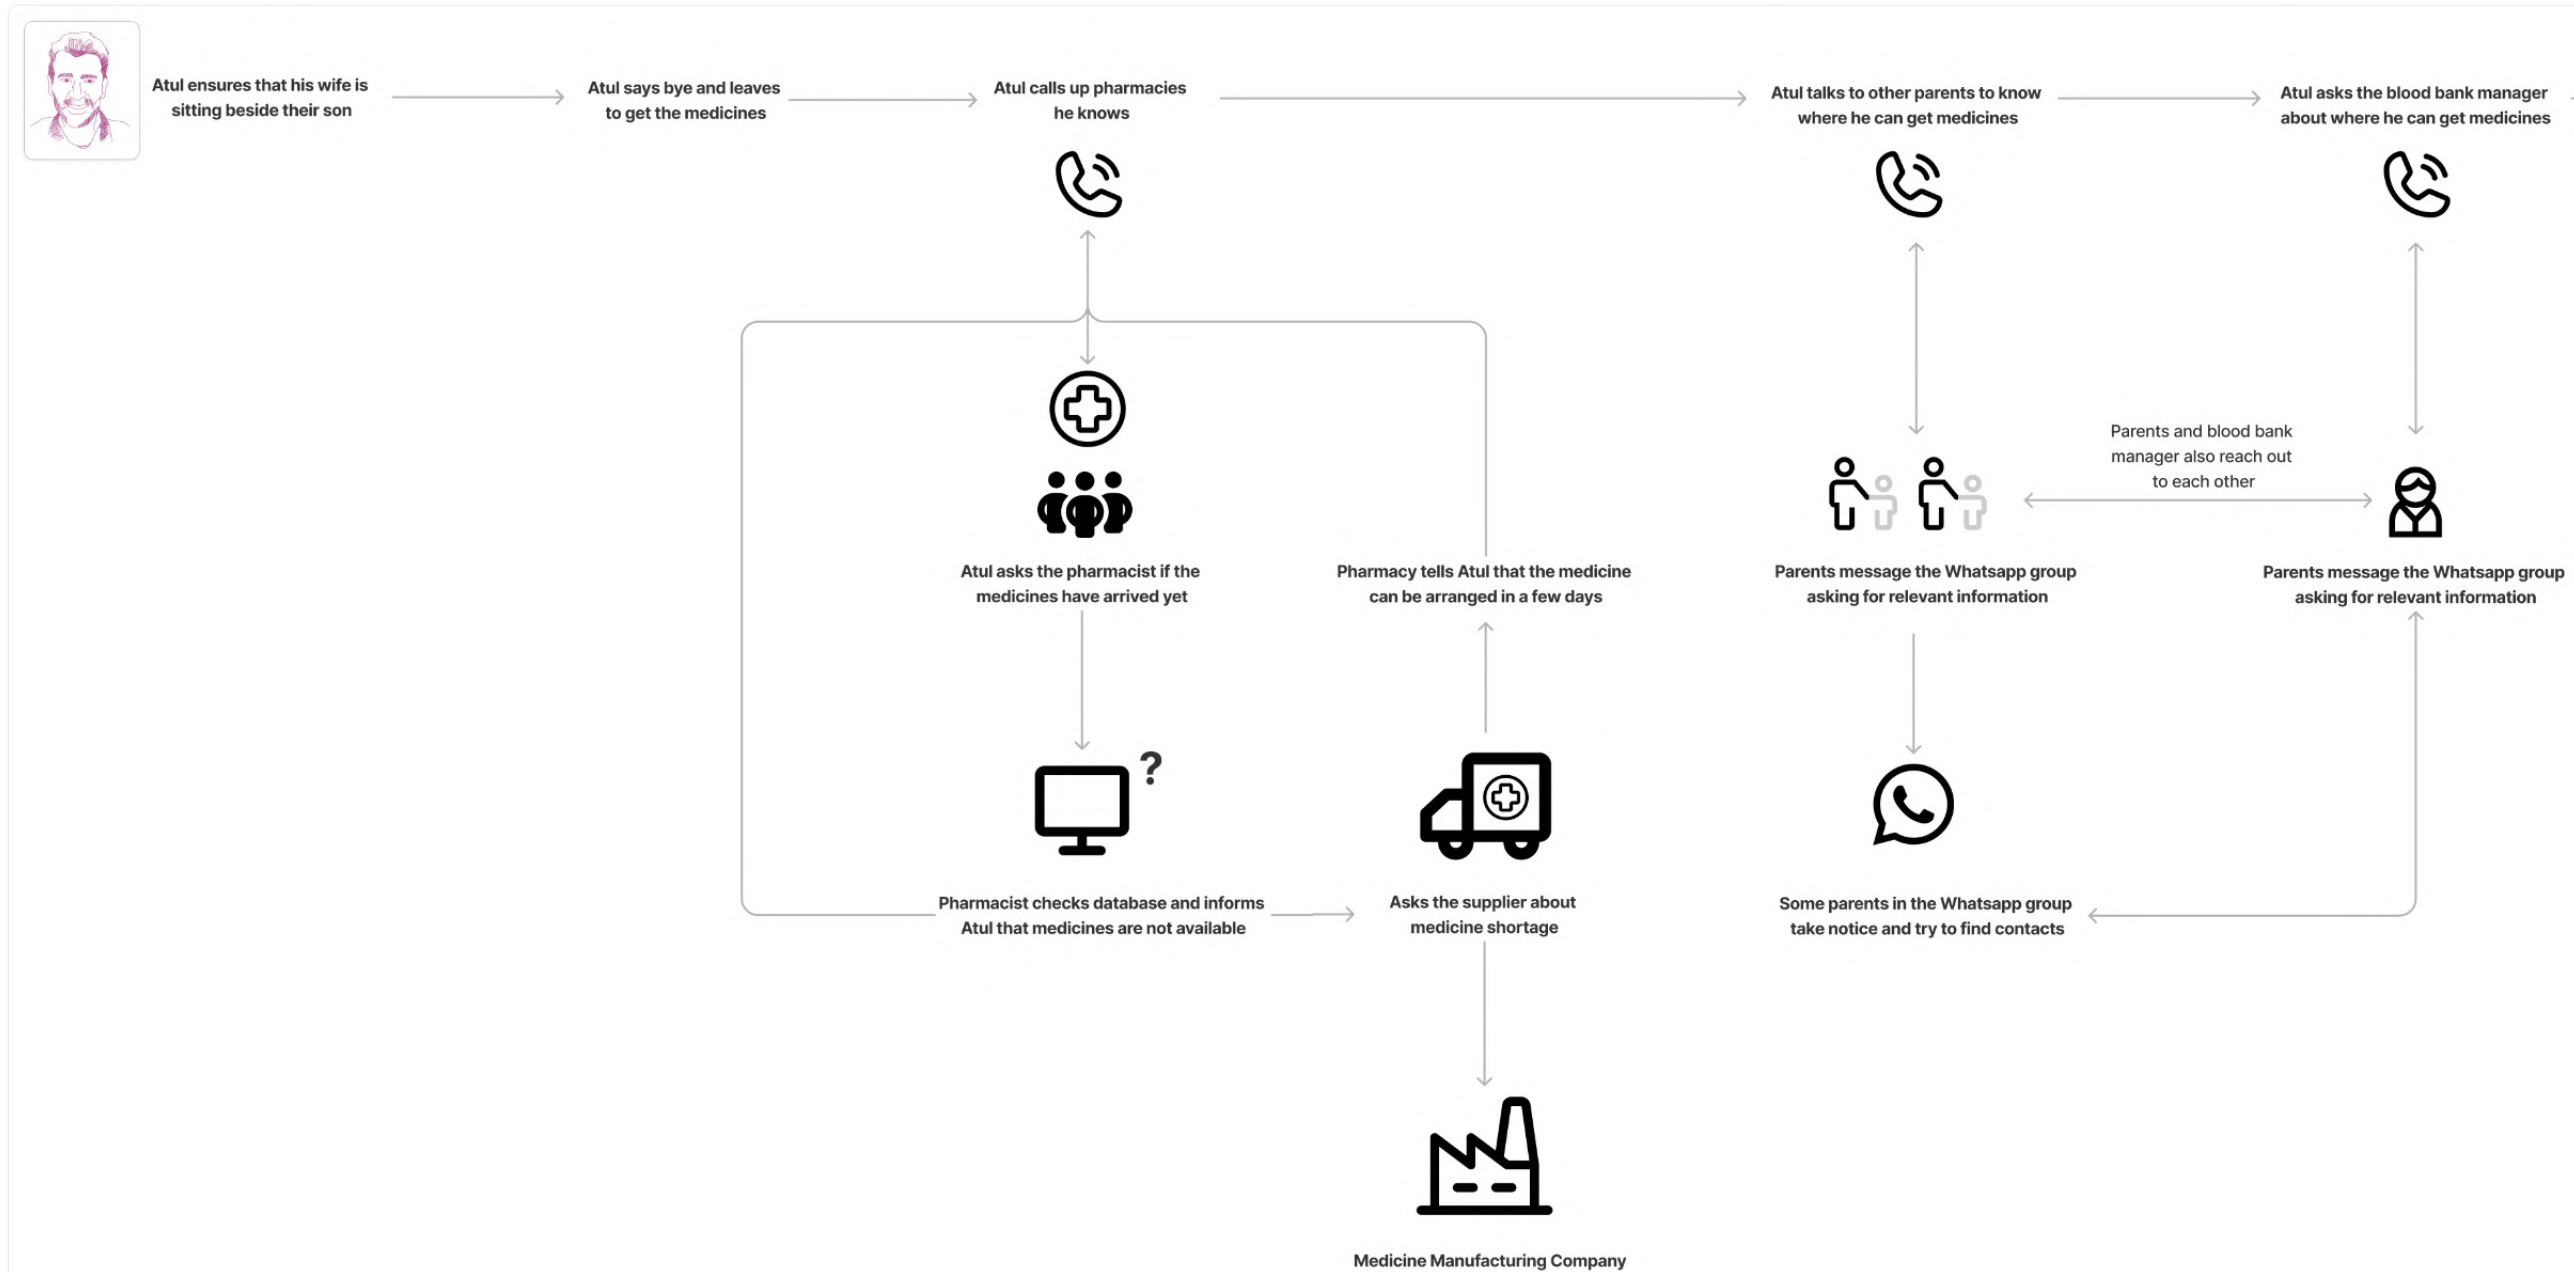 Atul ensures that his wife is
sitting beside their son
Atul says bye and leaves
to get the medicines
Atul calls up pharmacies
he knows
Atul talks to other parents to know
where he can get medicines
Atul asks the blood bank manager
about where he can get medicines
Parents and blood bank
manager also reach out
to each other
Atul asks the pharmacist if the
medicines have arrived yet
Pharmacy tells Atul that the medicine
can be arranged in a few days
Parents message the Whatsapp group
asking for relevant information
Parents message the Whatsapp group
asking for relevant information
?
Pharmacist checks database and informs
Atul that medicines are not available
Asks the supplier about
medicine shortage
Some parents in the Whatsapp group
take notice and try to find contacts
Medicine Manufacturing Company